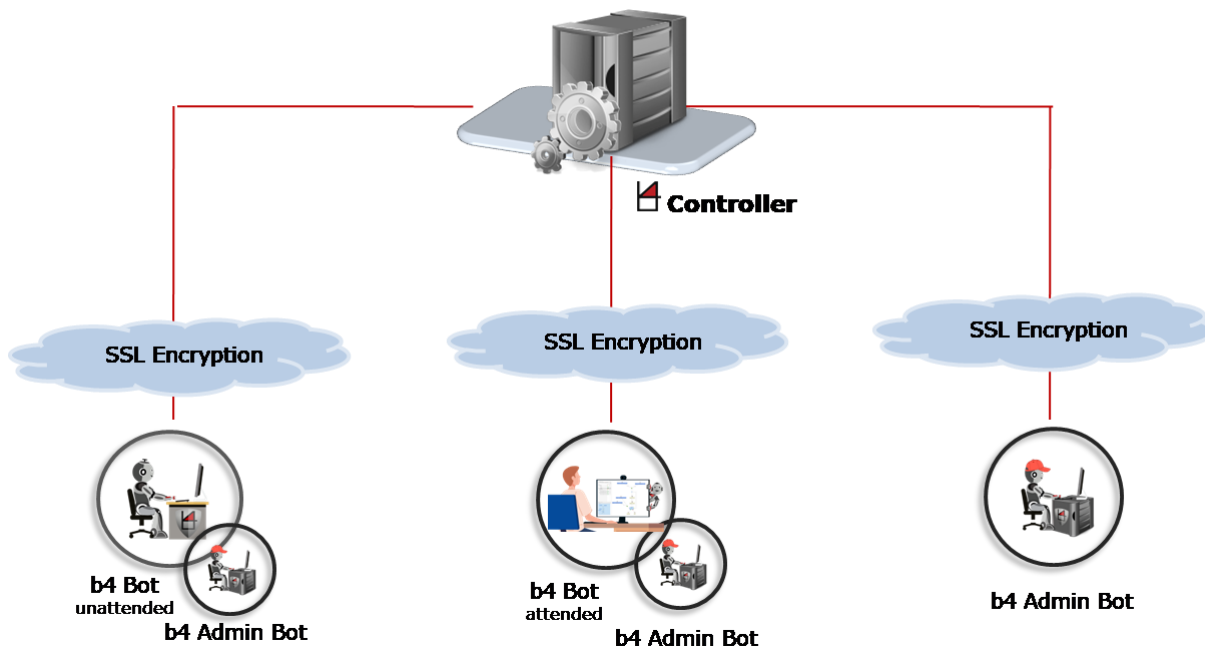 Controller
SSL Encryption
SSL Encryption
SSL Encryption
b4 Bot
unattended
b4 Admin Bot
b4 Bot
attended
b4 Admin Bot
b4 Admin Bot